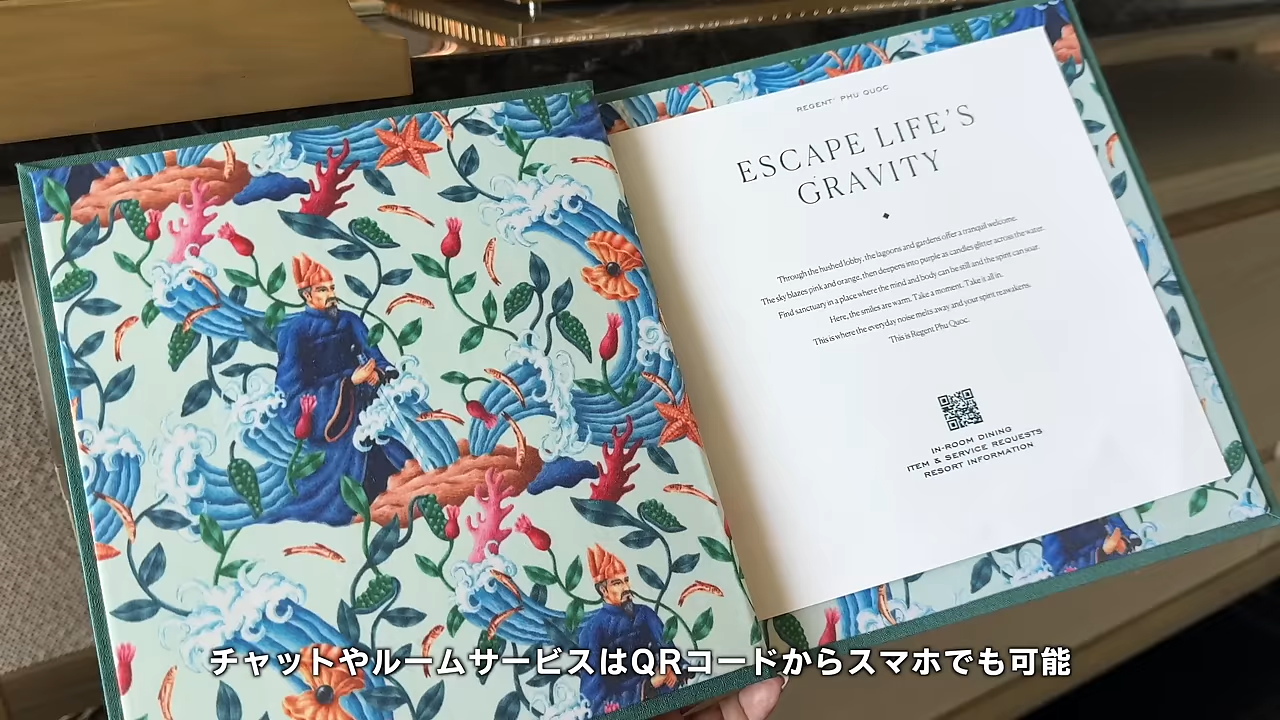 REGENT® PHU QUOC
ESCAPE LIFE'S
GRAVITY
Through the hushed lobby, the lagoons and gardens offer a tranquil welcome.
The sky blazes pink and orange, then deepens into purple as candles glitter across the water.
Find sanctuary in a place where the mind and body can be still and the spirit can soar.
Here, the smiles are warm. Take a moment. Take it all in.
This is where the everyday noise melts away and your spirit reawakens.
This is Regent Phu Quoc.
IN-ROOM DINING
ITEM & SERVICE REQUESTS
RESORT INFORMATION
チャットやルームサービスはQRコードからスマホでも可能